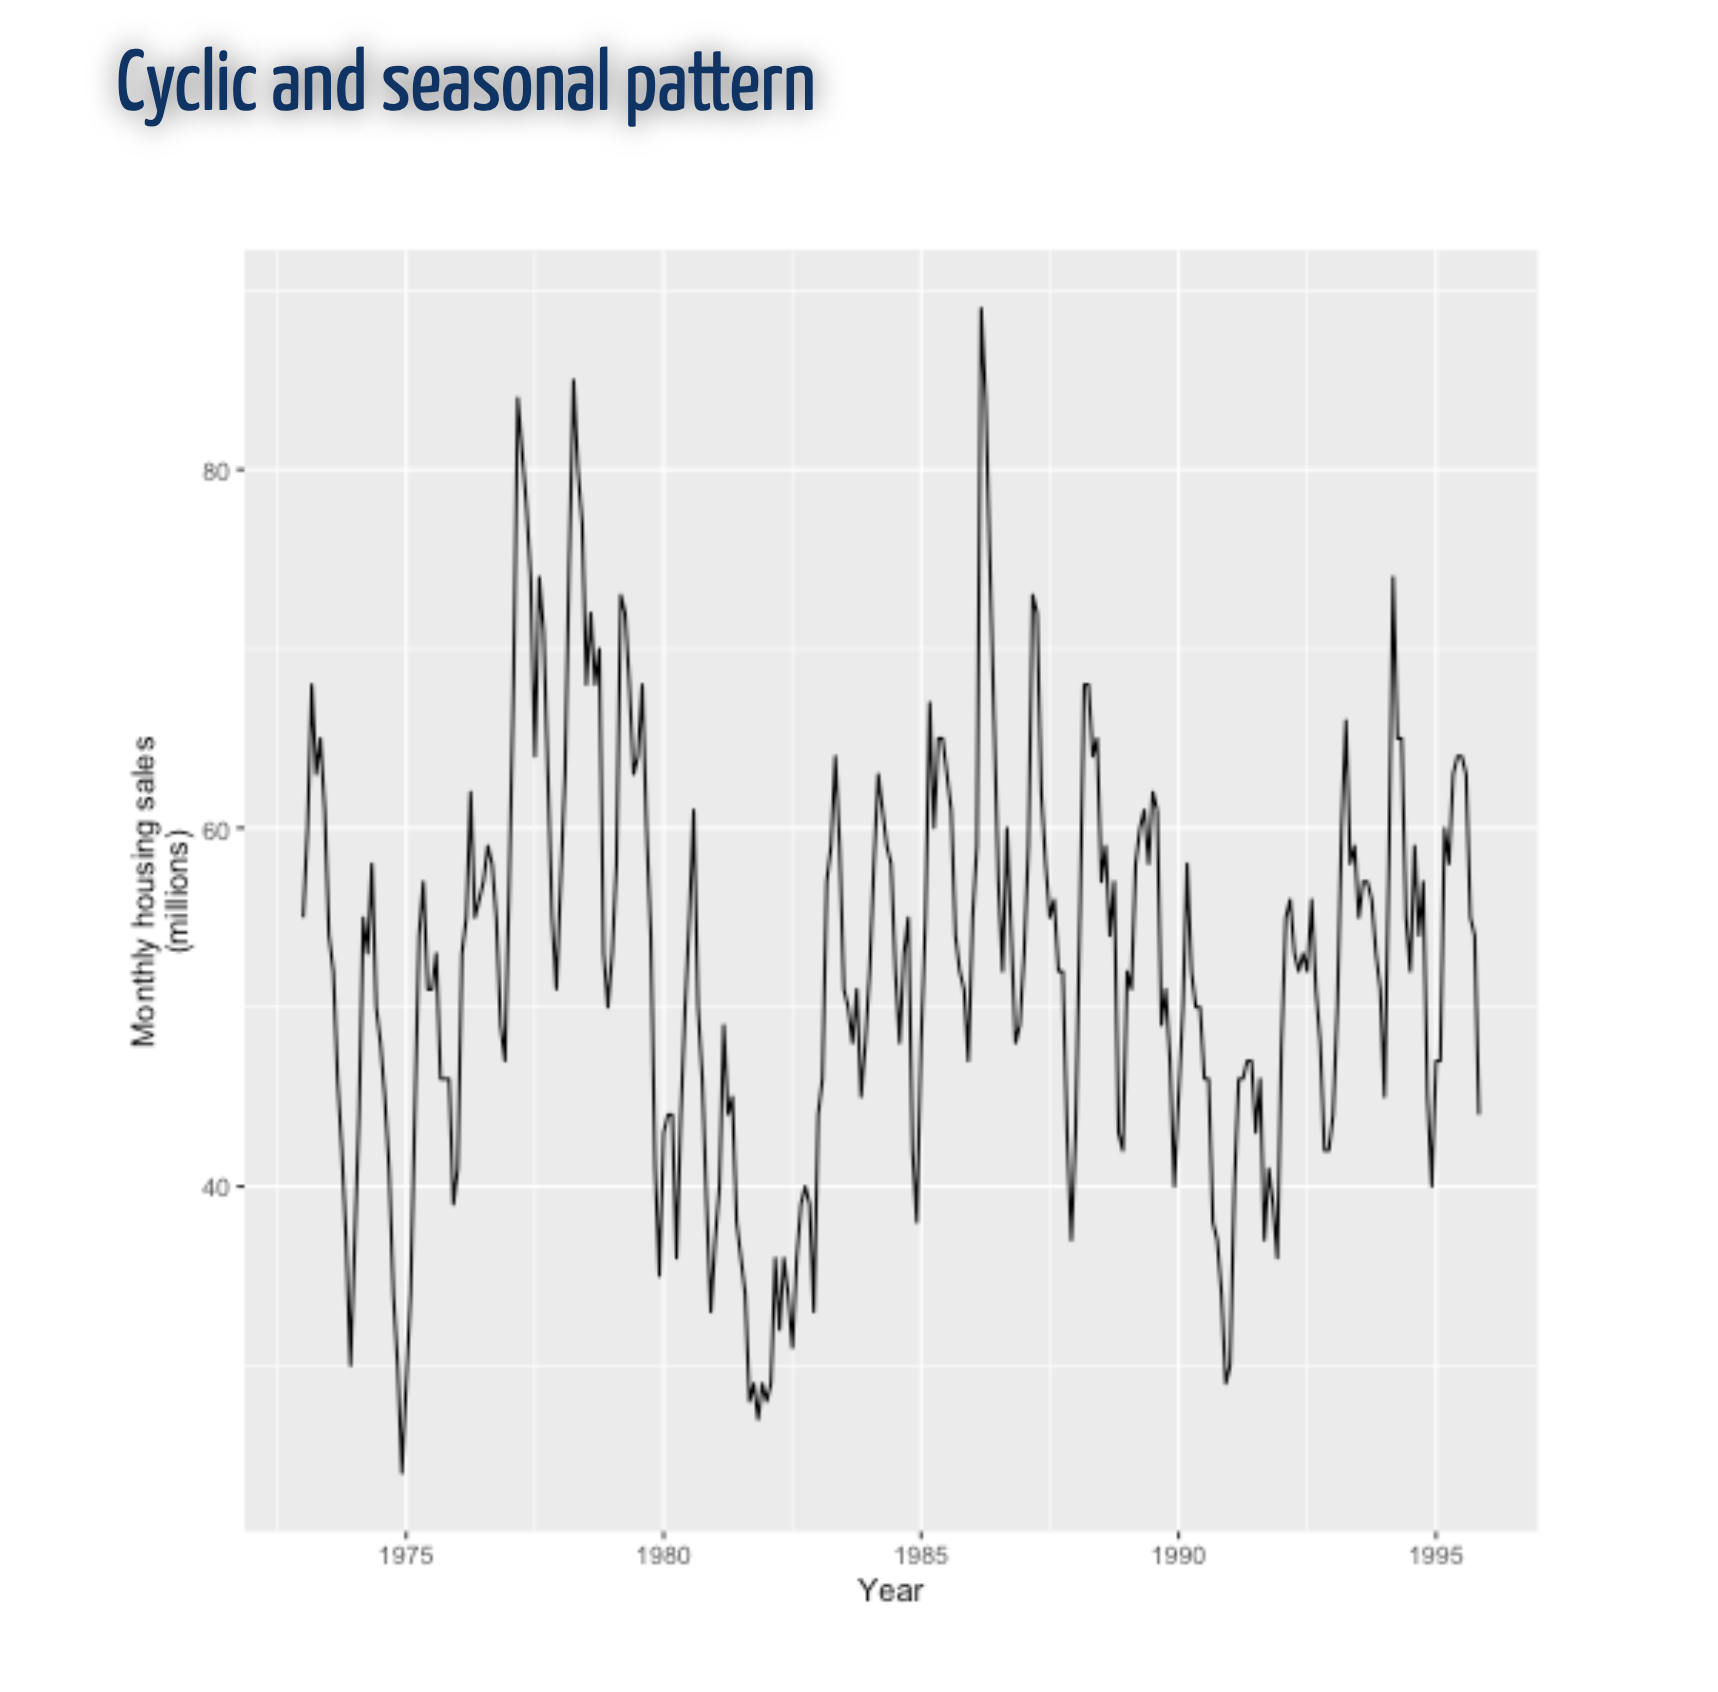 Cyclic and seasonal pattern
80
60
40
Monthly housing sales
(millions)
1975 1980 1985 1990 1995
Year